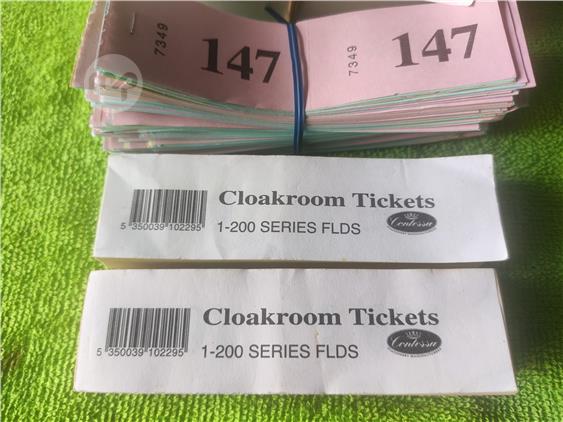 7349
147
7349
147
Cloakroom Tickets
1-200 SERIES FLDS
Contessa
5 350039 102295
Cloakroom Tickets
1-200 SERIES FLDS
Contessa
5 350039 102295